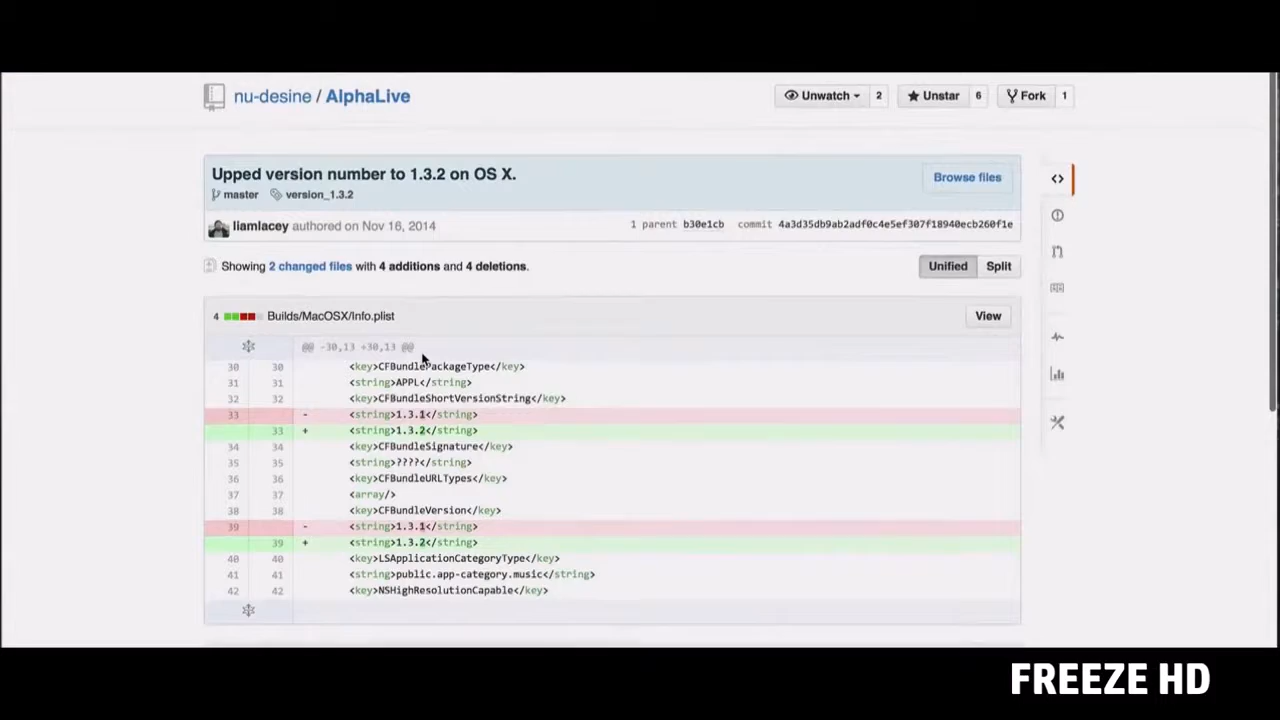 nu-desine / AlphaLive
Unwatch 2 Unstar 6 Fork 1
Upped version number to 1.3.2 on OS X.
Browse files
master version_1.3.2
liamlacey authored on Nov 16, 2014
1 parent b30e1cb commit 4a3d35db9ab2adf0c4e5ef307f18940ecb260f1e
Showing 2 changed files with 4 additions and 4 deletions.
Unified Split
4 Builds/MacOSX/Info.plist
View
@@ -30,13 +30,13 @@
30 30 <key>CFBundlePackageType</key>
31 31 <string>APPL</string>
32 32 <key>CFBundleShortVersionString</key>
33 - <string>1.3.1</string>
33 + <string>1.3.2</string>
34 34 <key>CFBundleSignature</key>
35 35 <string>????</string>
36 36 <key>CFBundleURLTypes</key>
37 37 <array/>
38 38 <key>CFBundleVersion</key>
39 - <string>1.3.1</string>
39 + <string>1.3.2</string>
40 40 <key>LSApplicationCategoryType</key>
41 41 <string>public.app-category.music</string>
42 42 <key>NSHighResolutionCapable</key>
FREEZE HD